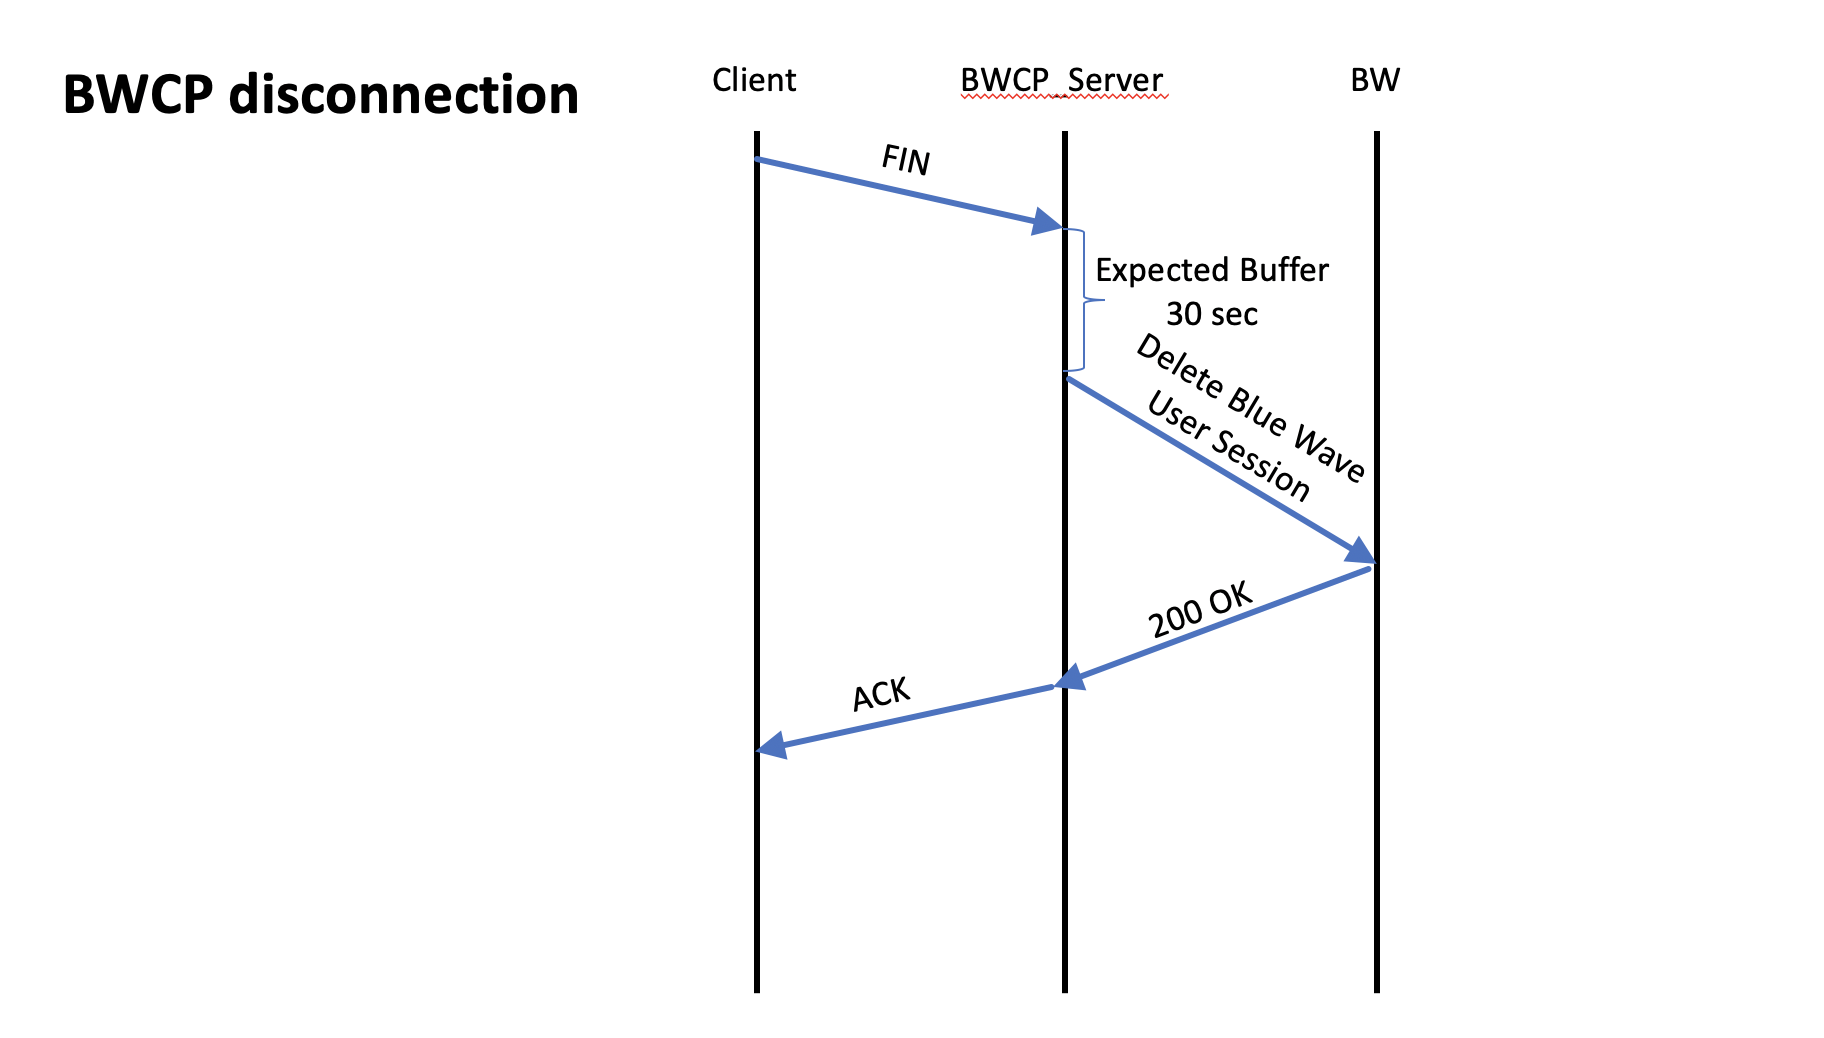 BWCP disconnection
Client
BWCP_Server
BW
FIN
Expected Buffer
30 sec
Delete Blue Wave
User Session
200 OK
ACK